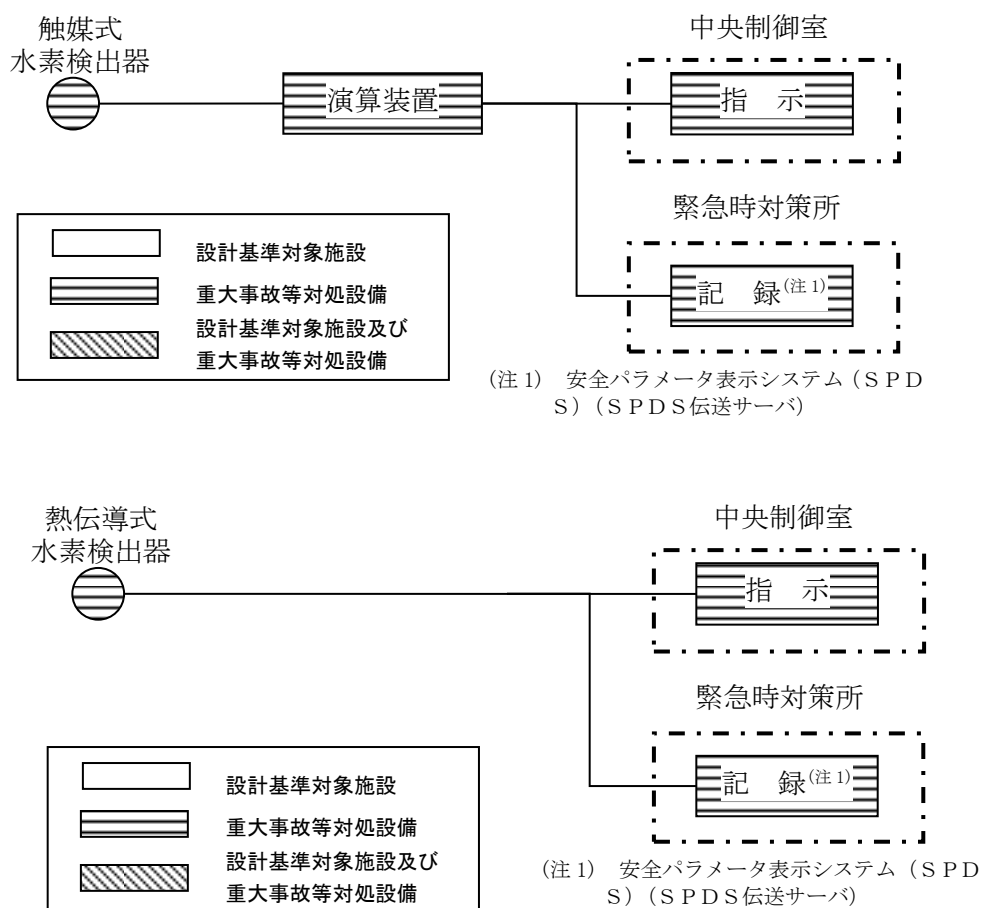 触媒式
水素検出器
演算装置
中央制御室
指　示
緊急時対策所
記　録(注1)
設計基準対象施設
重大事故等対処設備
設計基準対象施設及び
重大事故等対処設備
(注1)　安全パラメータ表示システム（ＳＰＤ
Ｓ）（ＳＰＤＳ伝送サーバ）
熱伝導式
水素検出器
中央制御室
指　示
緊急時対策所
記　録(注1)
設計基準対象施設
重大事故等対処設備
設計基準対象施設及び
重大事故等対処設備
(注1)　安全パラメータ表示システム（ＳＰＤ
Ｓ）（ＳＰＤＳ伝送サーバ）